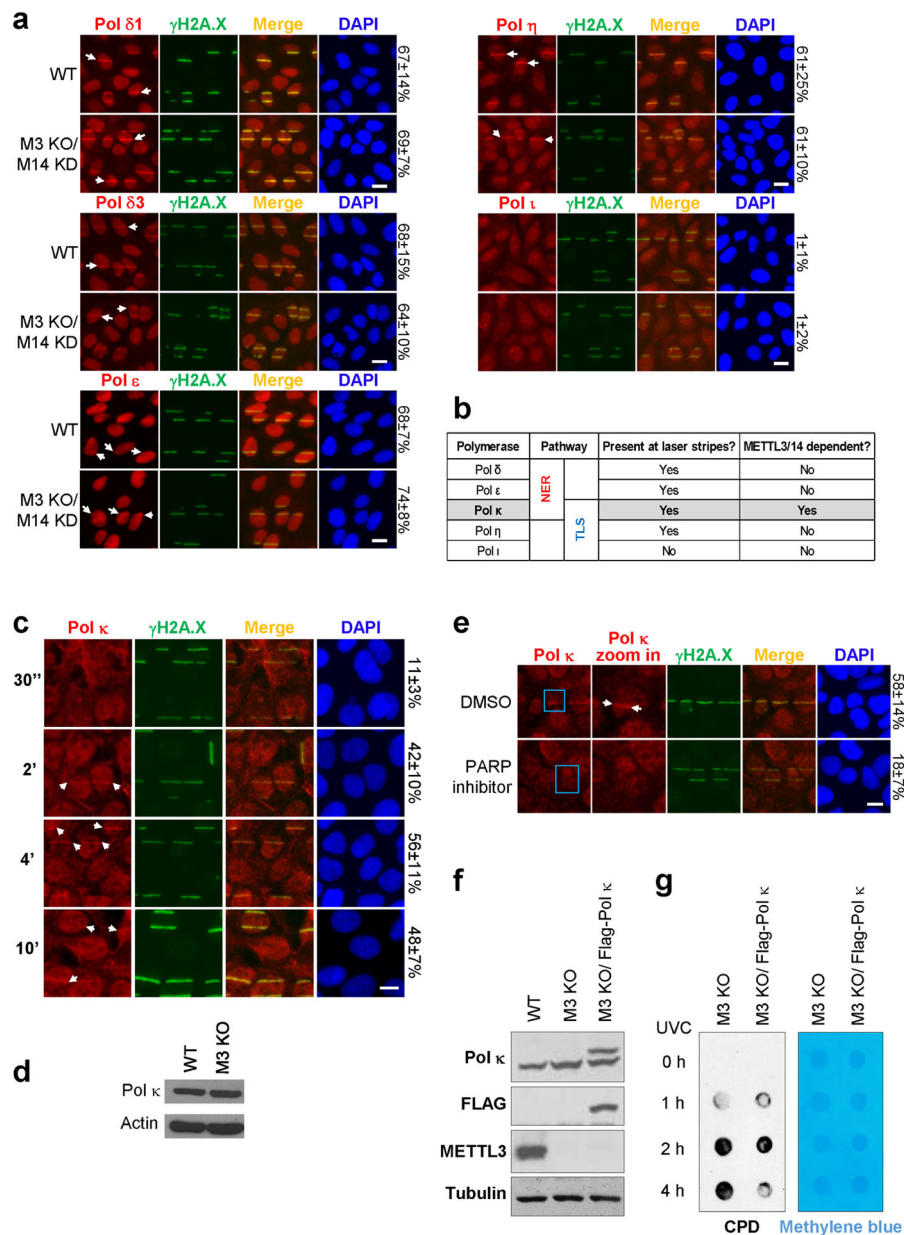 a
Pol δ1 γH2A.X Merge DAPI
WT
67±14%
M3 KO/
M14 KD
69±7%
Pol δ3 γH2A.X Merge DAPI
WT
68±15%
M3 KO/
M14 KD
64±10%
Pol ε γH2A.X Merge DAPI
WT
68±7%
M3 KO/
M14 KD
74±8%
Pol η γH2A.X Merge DAPI
61±25%
61±10%
Pol ι γH2A.X Merge DAPI
1±1%
1±2%
b
Polymerase Pathway Present at laser stripes? METTL3/14 dependent?
NER
TLS
Pol δ Yes No
Pol ε Yes No
Pol κ Yes Yes
Pol η Yes No
Pol ι No No
c
Pol κ γH2A.X Merge DAPI
30’’ 11±3%
2’ 42±10%
4’ 56±11%
10’ 48±7%
d
WT M3 KO
Pol κ
Actin
e
Pol κ Pol κ
zoom in γH2A.X Merge DAPI
DMSO
58±14%
PARP
inhibitor
18±7%
f
WT M3 KO M3 KO/ Flag-Pol κ
Pol κ
FLAG
METTL3
Tubulin
g
M3 KO M3 KO/ Flag-Pol κ M3 KO M3 KO/ Flag-Pol κ
UVC
0 h
1 h
2 h
4 h
CPD Methylene blue